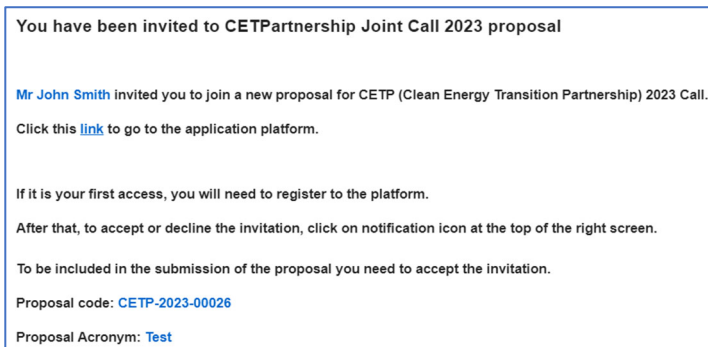 You have been invited to CETPartnership Joint Call 2023 proposal
Mr John Smith invited you to join a new proposal for CETP (Clean Energy Transition Partnership) 2023 Call.
Click this link to go to the application platform.
If it is your first access, you will need to register to the platform.
After that, to accept or decline the invitation, click on notification icon at the top of the right screen.
To be included in the submission of the proposal you need to accept the invitation.
Proposal code: CETP-2023-00026
Proposal Acronym: Test